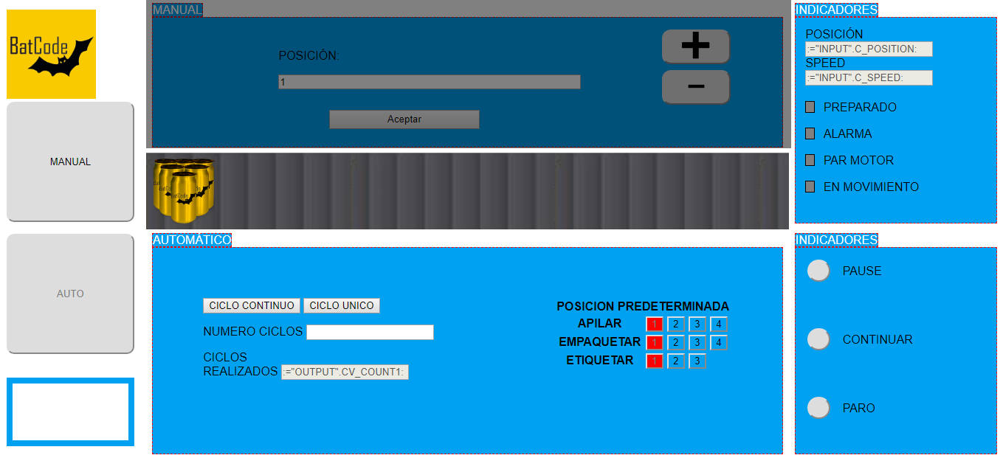 BatCode
MANUAL
AUTO
MANUAL
POSICIÓN:
1
Aceptar
+
−
BatCode
AUTOMÁTICO
CICLO CONTINUO CICLO UNICO
NUMERO CICLOS
CICLOS
REALIZADOS :="OUTPUT".CV_COUNT1:
POSICION PREDETERMINADA
APILAR 1 2 3 4
EMPAQUETAR 1 2 3 4
ETIQUETAR 1 2 3
INDICADORES
POSICIÓN
:="INPUT".C_POSITION:
SPEED
:="INPUT".C_SPEED:
PREPARADO
ALARMA
PAR MOTOR
EN MOVIMIENTO
INDICADORES
PAUSE
CONTINUAR
PARO